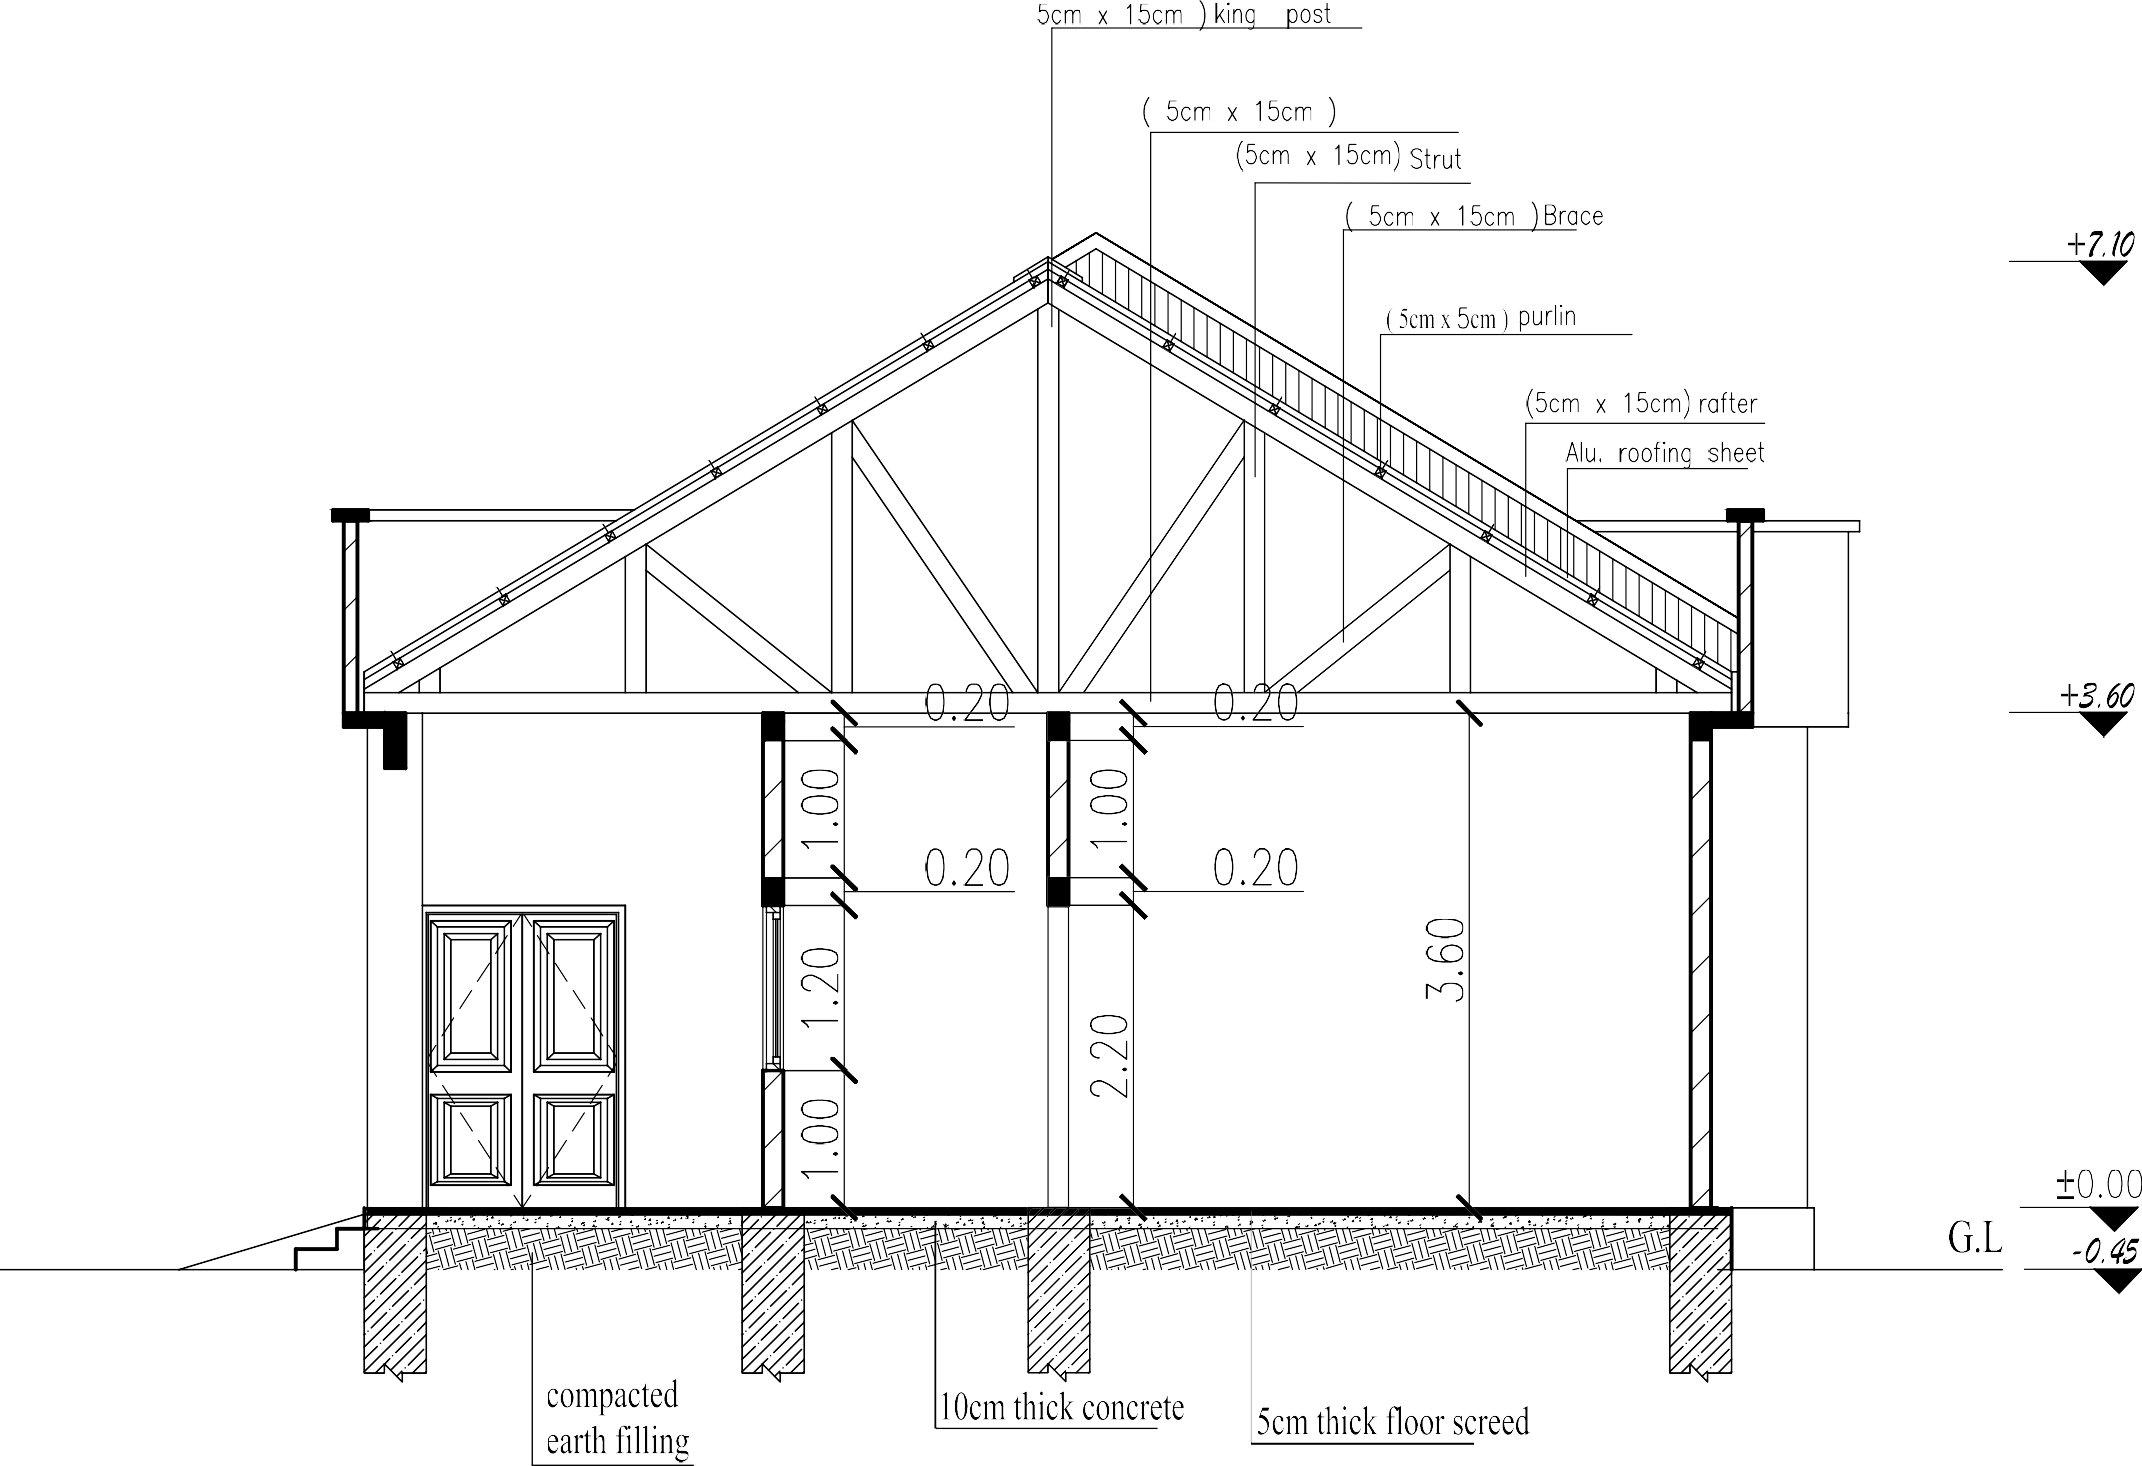 5cm x 15cm ) king post
( 5cm x 15cm )
(5cm x 15cm) Strut
( 5cm x 15cm ) Brace
+7.10
( 5cm x 5cm ) purlin
(5cm x 15cm) rafter
Alu. roofing sheet
+3.60
0.20
0.20
1.00
1.00
0.20
0.20
1.20
3.60
2.20
1.00
±0.00
G.L
-0.45
compacted
earth filling
10cm thick concrete
5cm thick floor screed